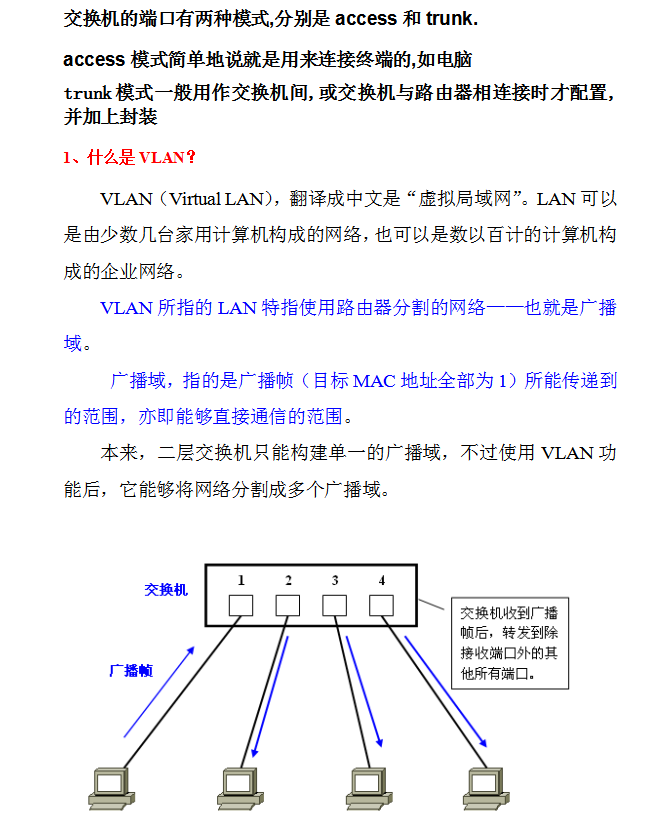 交换机的端口有两种模式,分别是 access 和 trunk.
access 模式简单地说就是用来连接终端的,如电脑
trunk 模式一般用作交换机间, 或交换机与路由器相连接时才配置,
并加上封装
1、什么是 VLAN？
VLAN（Virtual LAN），翻译成中文是“虚拟局域网”。LAN 可以
是由少数几台家用计算机构成的网络，也可以是数以百计的计算机构
成的企业网络。
VLAN 所指的 LAN 特指使用路由器分割的网络——也就是广播
域。
广播域，指的是广播帧（目标 MAC 地址全部为 1）所能传递到
的范围，亦即能够直接通信的范围。
本来，二层交换机只能构建单一的广播域，不过使用 VLAN 功
能后，它能够将网络分割成多个广播域。
1 2 3 4
交换机
交换机收到广播
帧后，转发到除
接收端口外的其
他所有端口。
广播帧